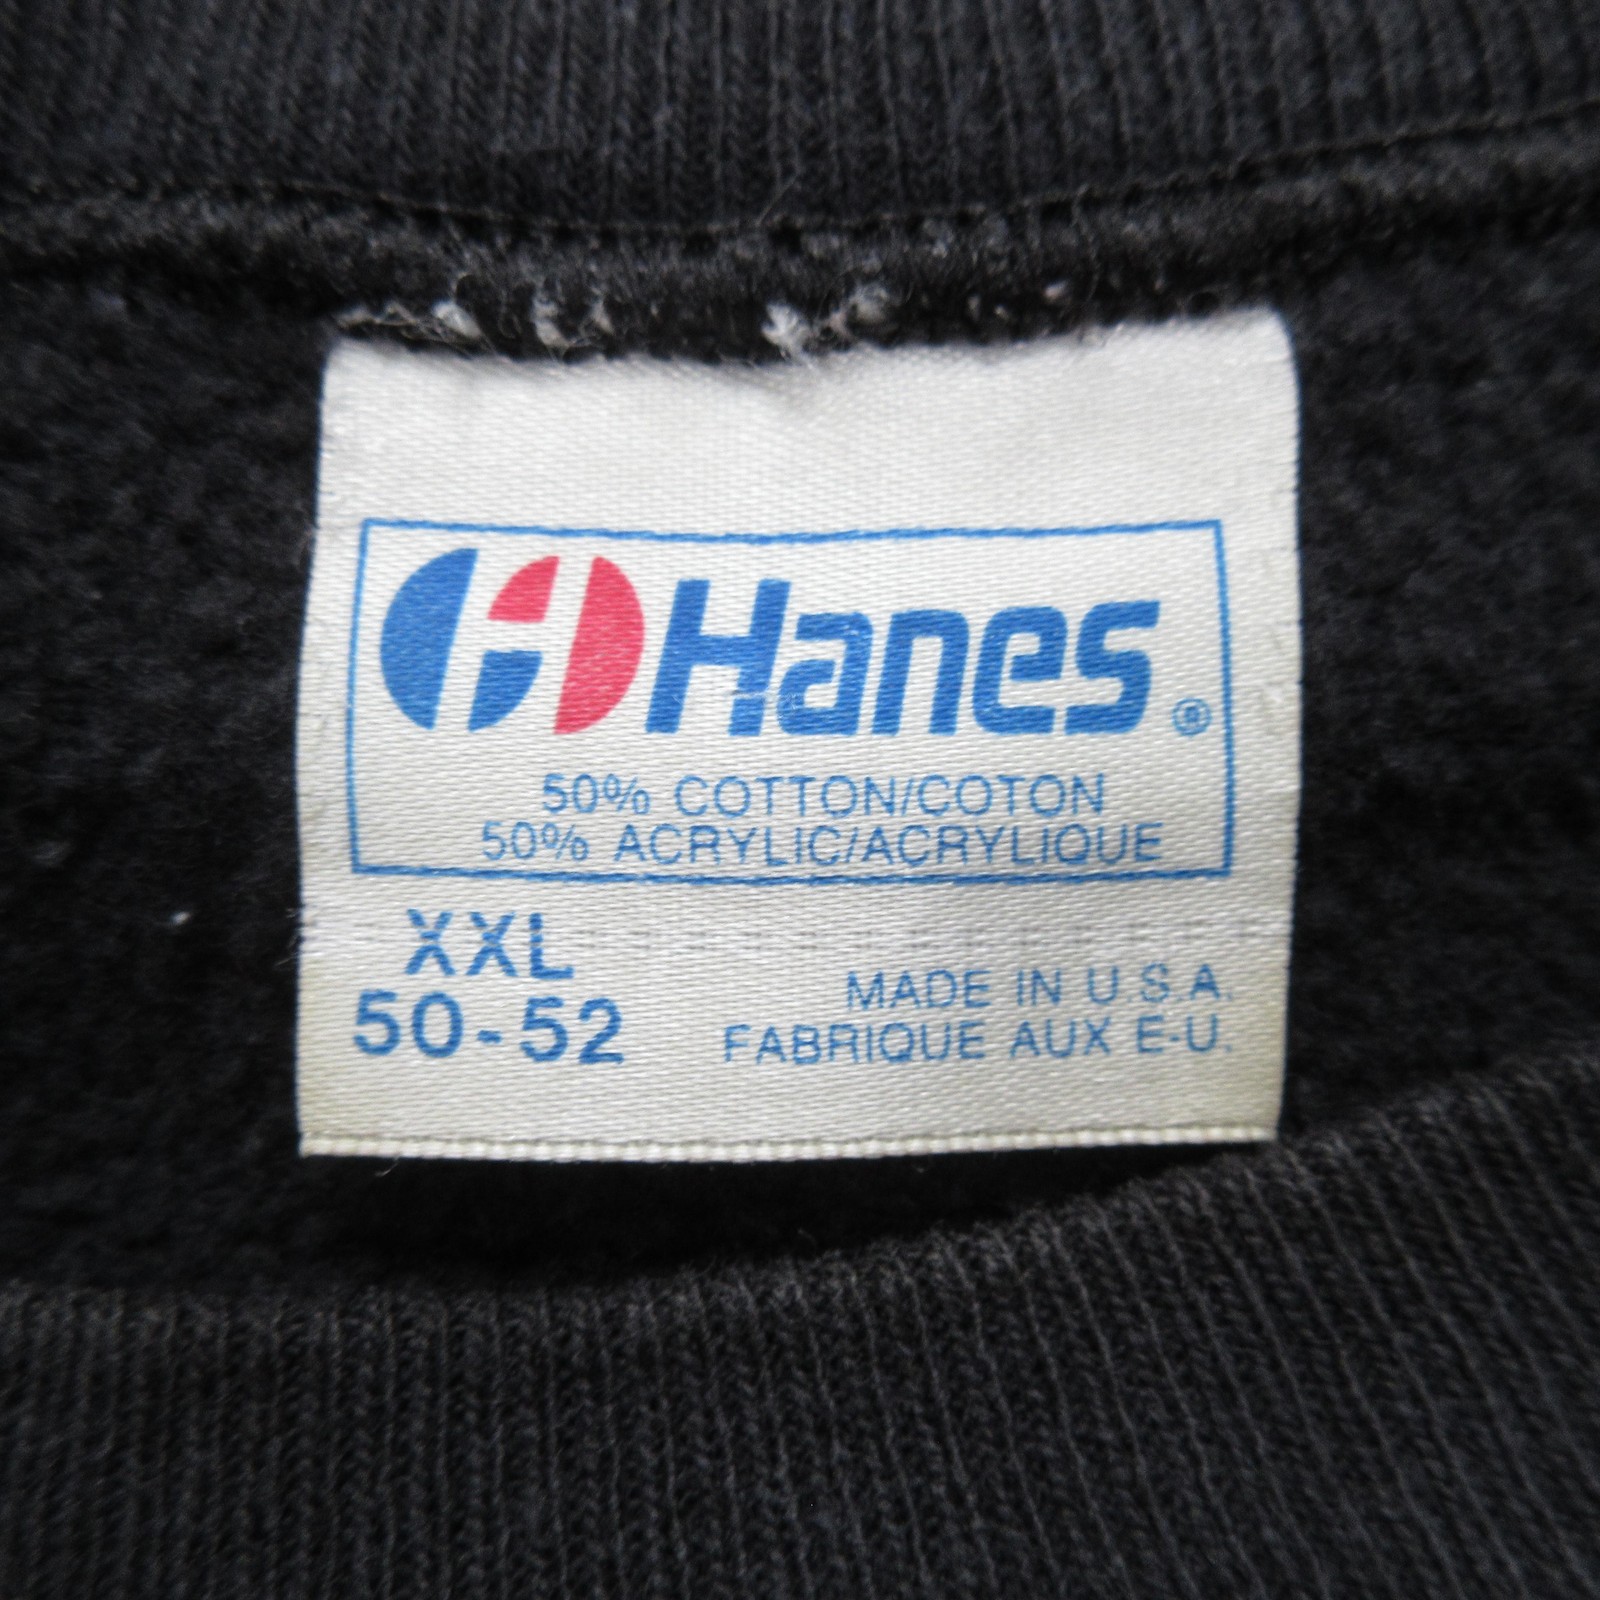 Hanes®
50% COTTON/COTON
50% ACRYLIC/ACRYLIQUE
XXL
50-52
MADE IN U.S.A.
FABRIQUE AUX E-U.